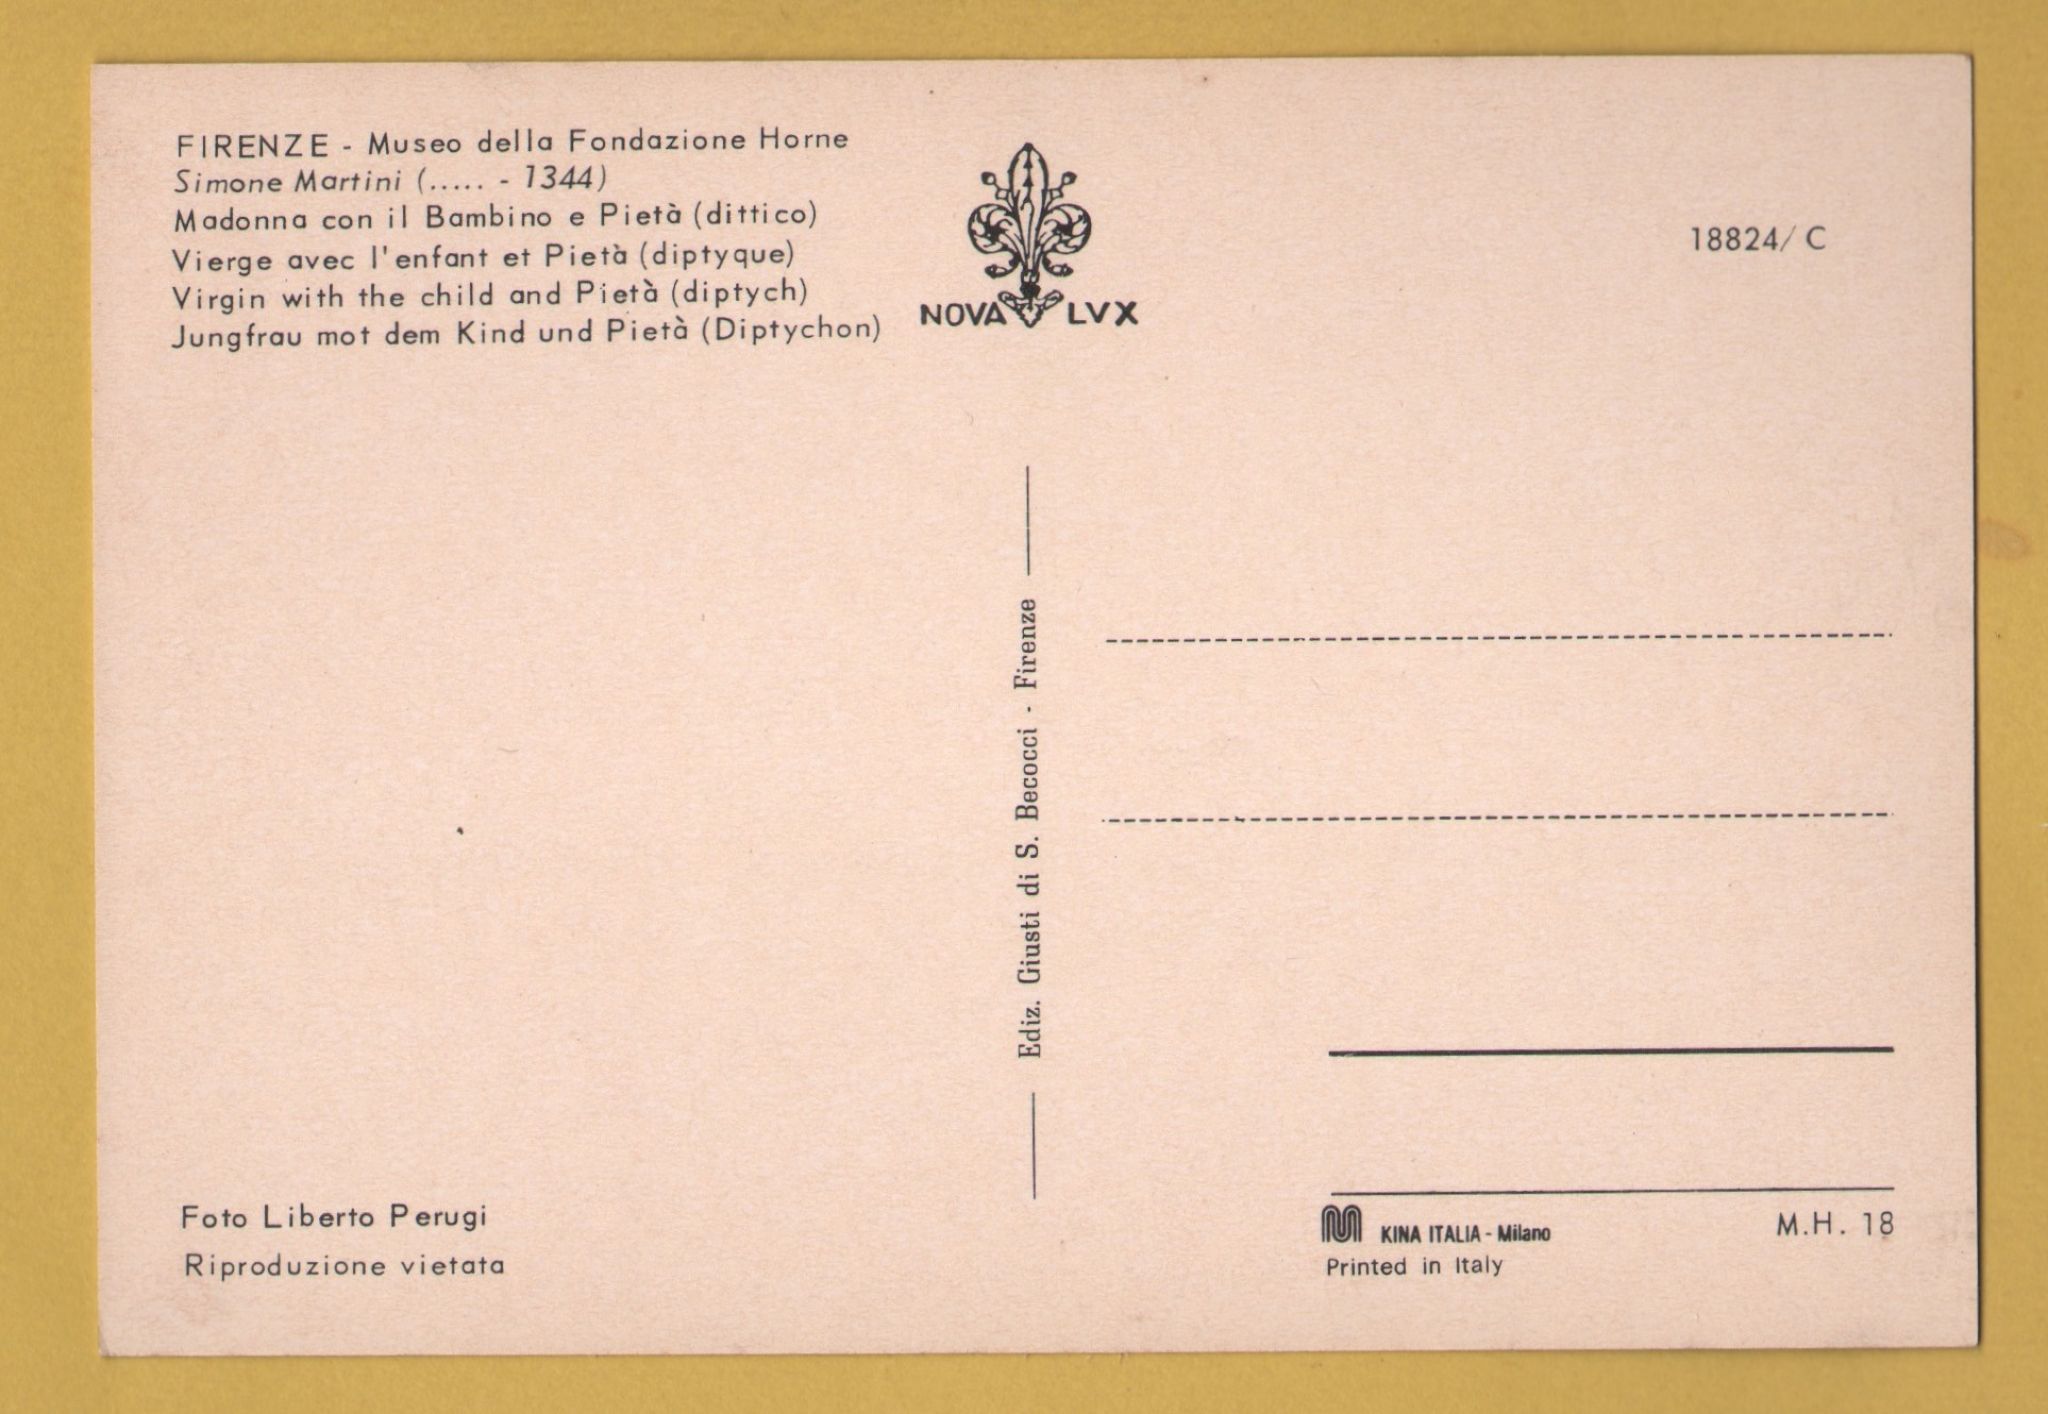 FIRENZE - Museo della Fondazione Horne
Simone Martini (..... - 1344)
Madonna con il Bambino e Pietà (dittico)
Vierge avec l'enfant et Pietà (diptyque)
Virgin with the child and Pietà (diptych)
Jungfrau mot dem Kind und Pietà (Diptychon)
NOVA LVX
18824/ C
Ediz. Giusti di S. Becocci - Firenze
Foto Liberto Perugi
Riproduzione vietata
KINA ITALIA - Milano
Printed in Italy
M.H. 18